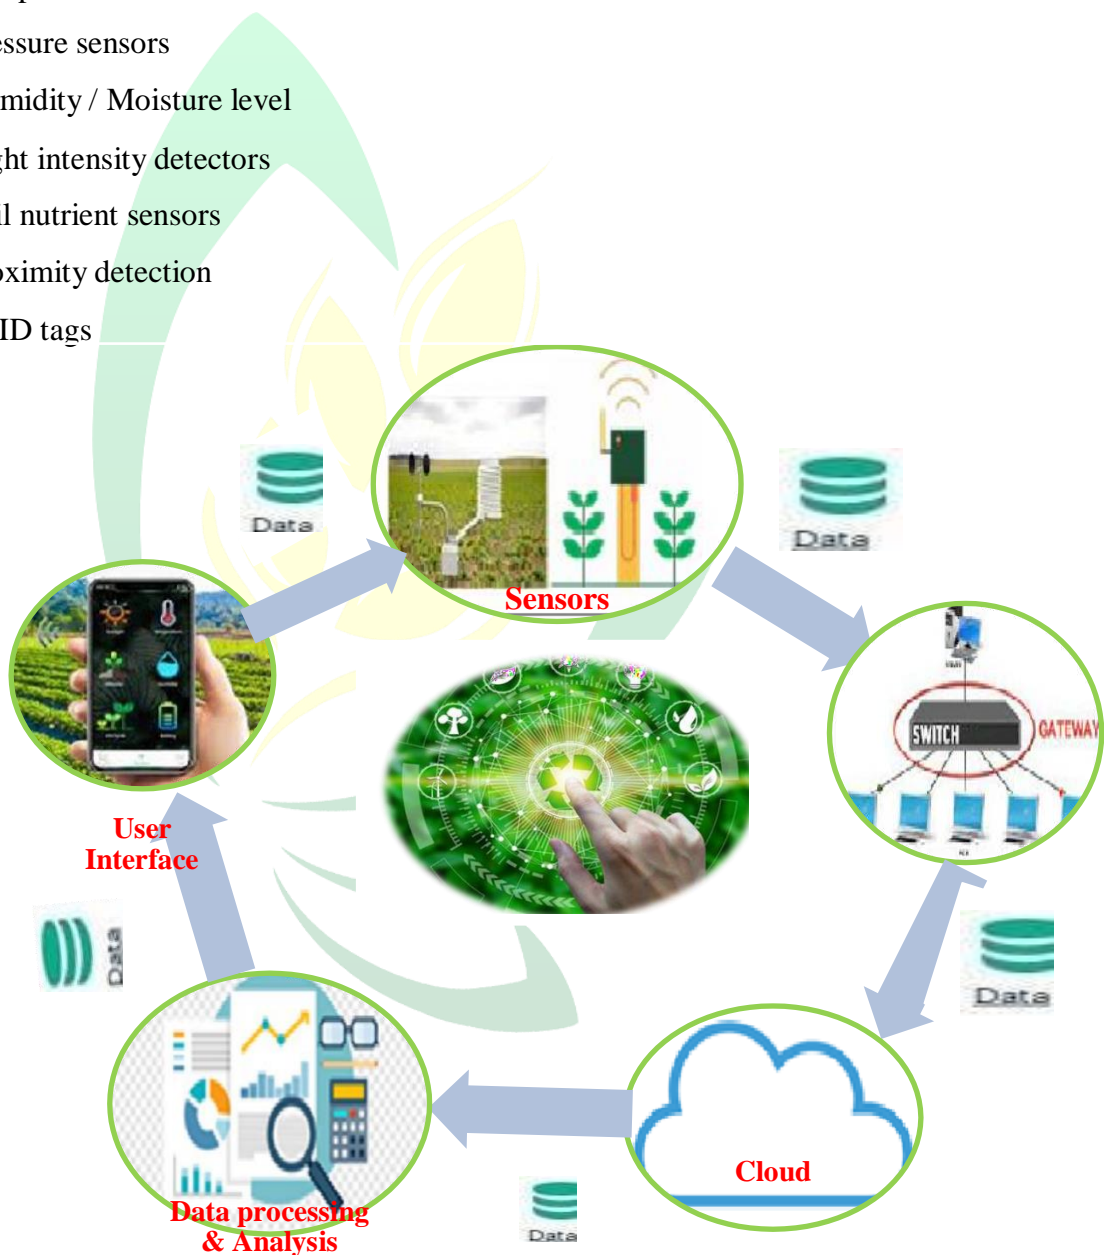 essure sensors
midity / Moisture level
ght intensity detectors
il nutrient sensors
oximity detection
ID tags
Data
Data
Sensors
SWITCH
GATEWAY
User
Interface
Data
Data
Cloud
Data processing
& Analysis
Data